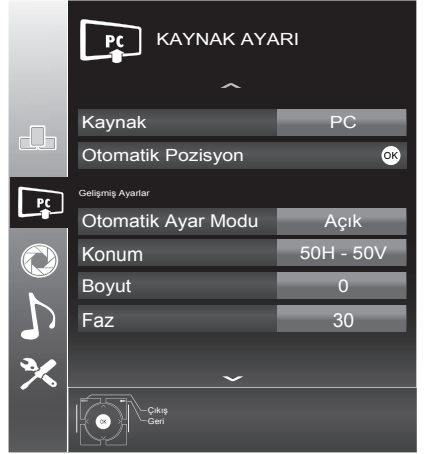 PC KAYNAK AYARI
Kaynak PC
Otomatik Pozisyon OK
Gelişmiş Ayarlar
PC
Otomatik Ayar Modu Açık
Konum 50H - 50V
Boyut 0
Faz 30
Çıkış
OK
Geri